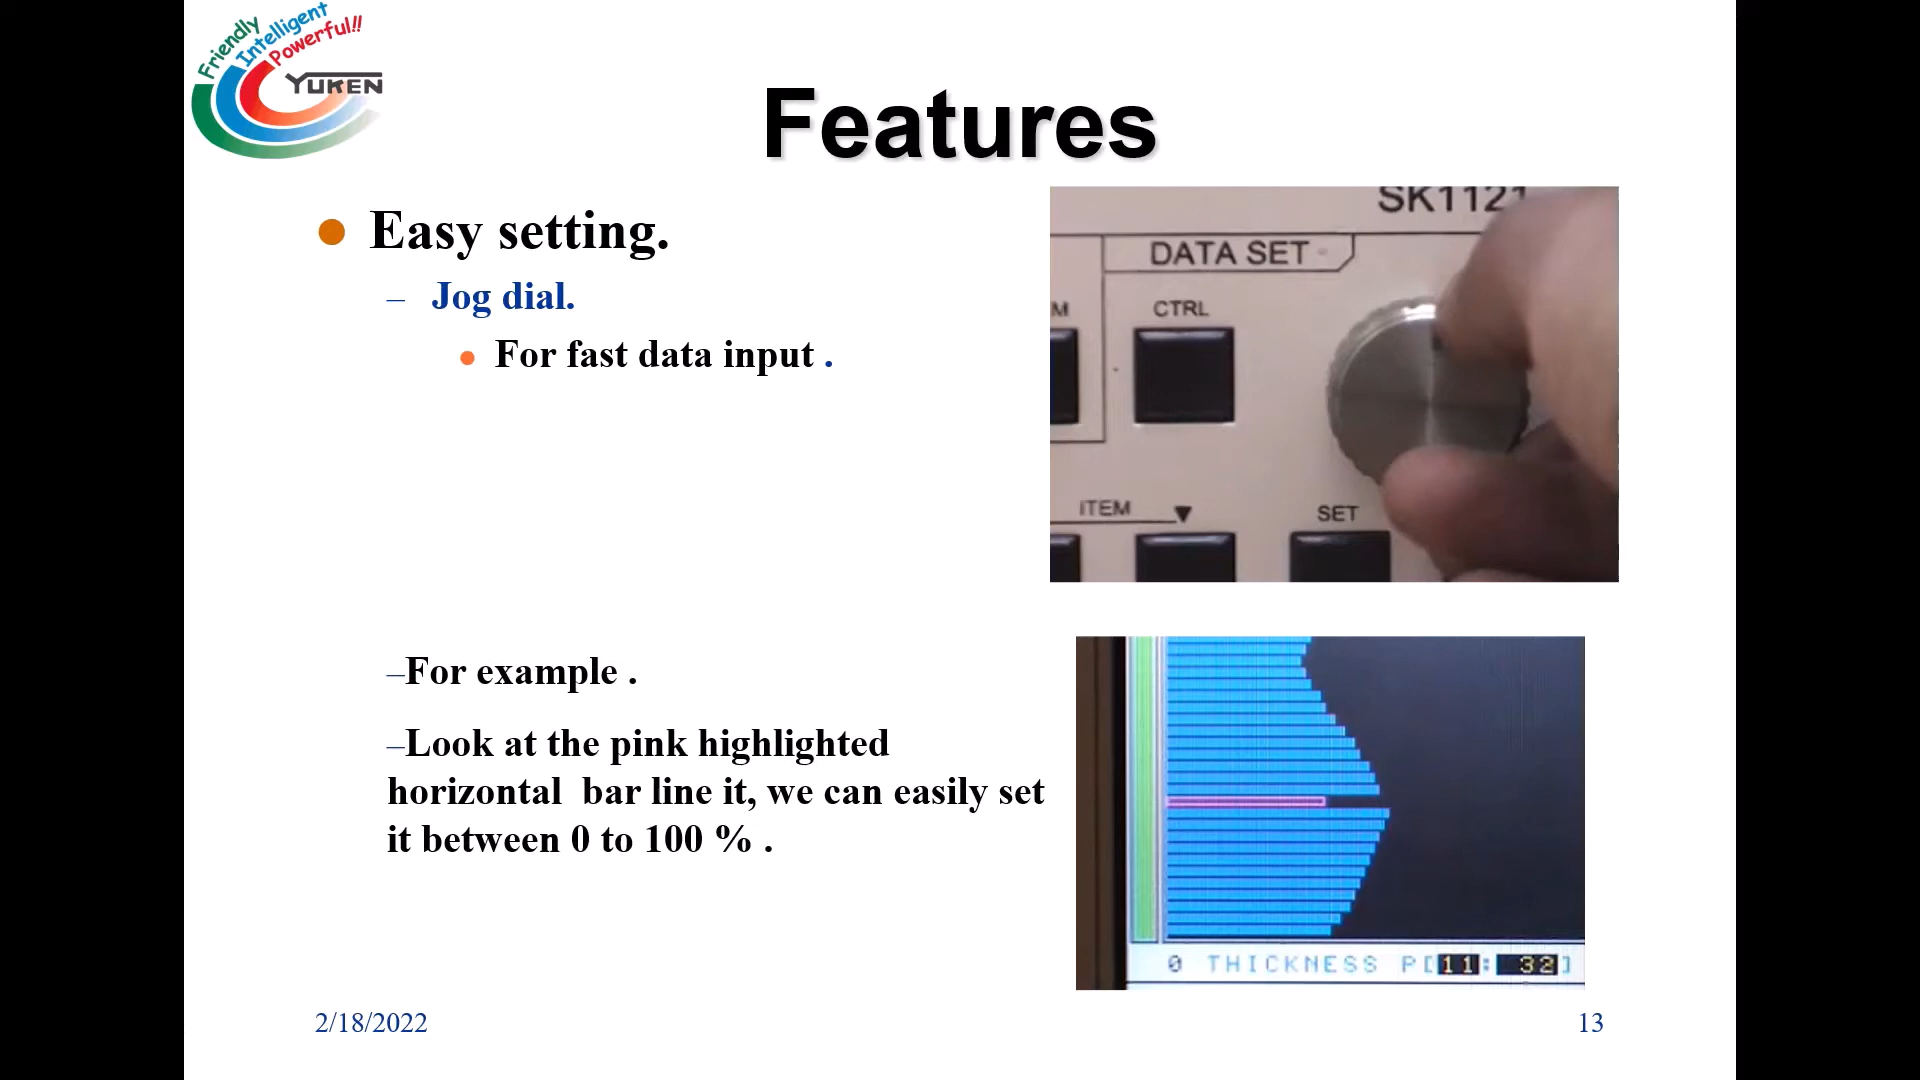 Friendly
Intelligent
Powerful!!
YUKEN
Features
● Easy setting.
– Jog dial.
● For fast data input .
SK1121
DATA SET
M
CTRL
ITEM ▼
SET
–For example .
–Look at the pink highlighted
horizontal bar line it, we can easily set
it between 0 to 100 % .
0 THICKNESS P[11: 32]
2/18/2022
13